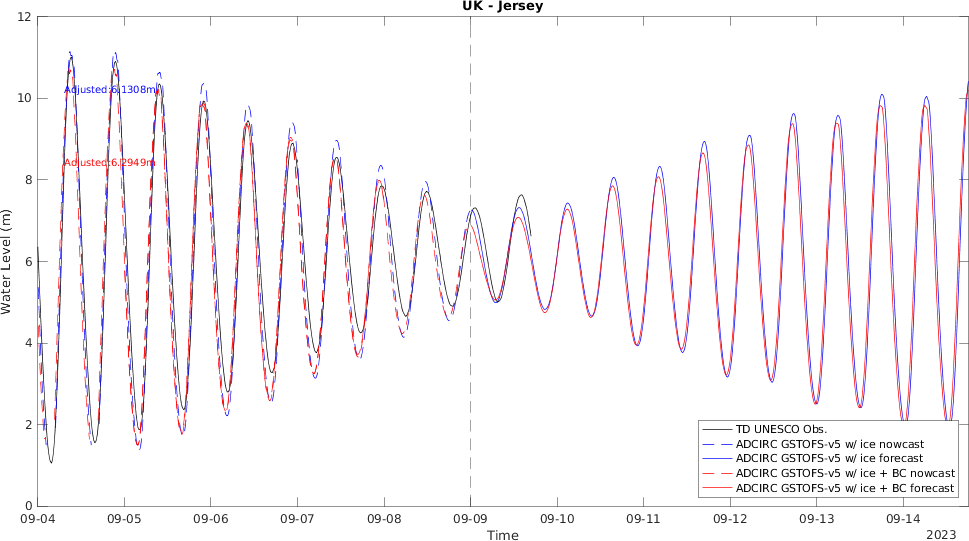 UK - Jersey
12
10
8
6
4
2
0
Water Level (m)
Adjusted:6.1308m
Adjusted:6.2949m
TD UNESCO Obs.
ADCIRC GSTOFS-v5 w/ ice nowcast
ADCIRC GSTOFS-v5 w/ ice forecast
ADCIRC GSTOFS-v5 w/ ice + BC nowcast
ADCIRC GSTOFS-v5 w/ ice + BC forecast
09-04 09-05 09-06 09-07 09-08 09-09 09-10 09-11 09-12 09-13 09-14
2023
Time